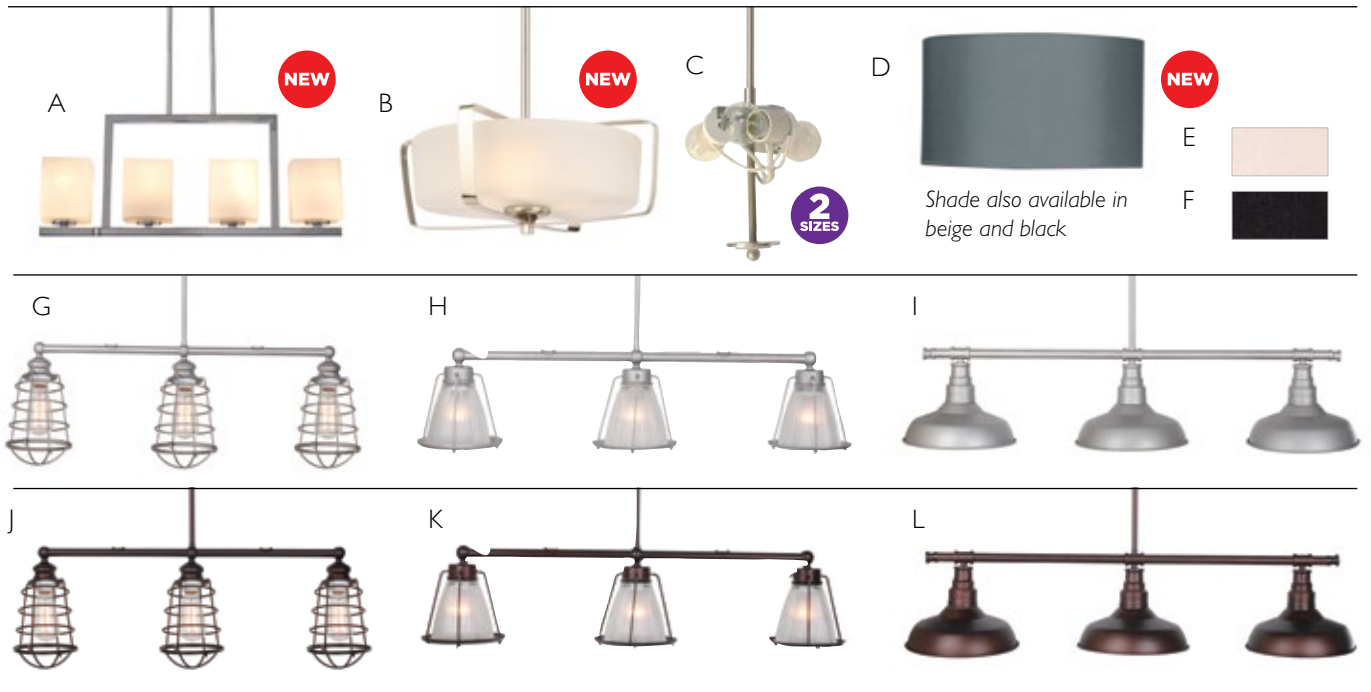 A
NEW
B
NEW
C
2
SIZES
D
NEW
Shade also available in
beige and black
E
F
G
H
I
J
K
L